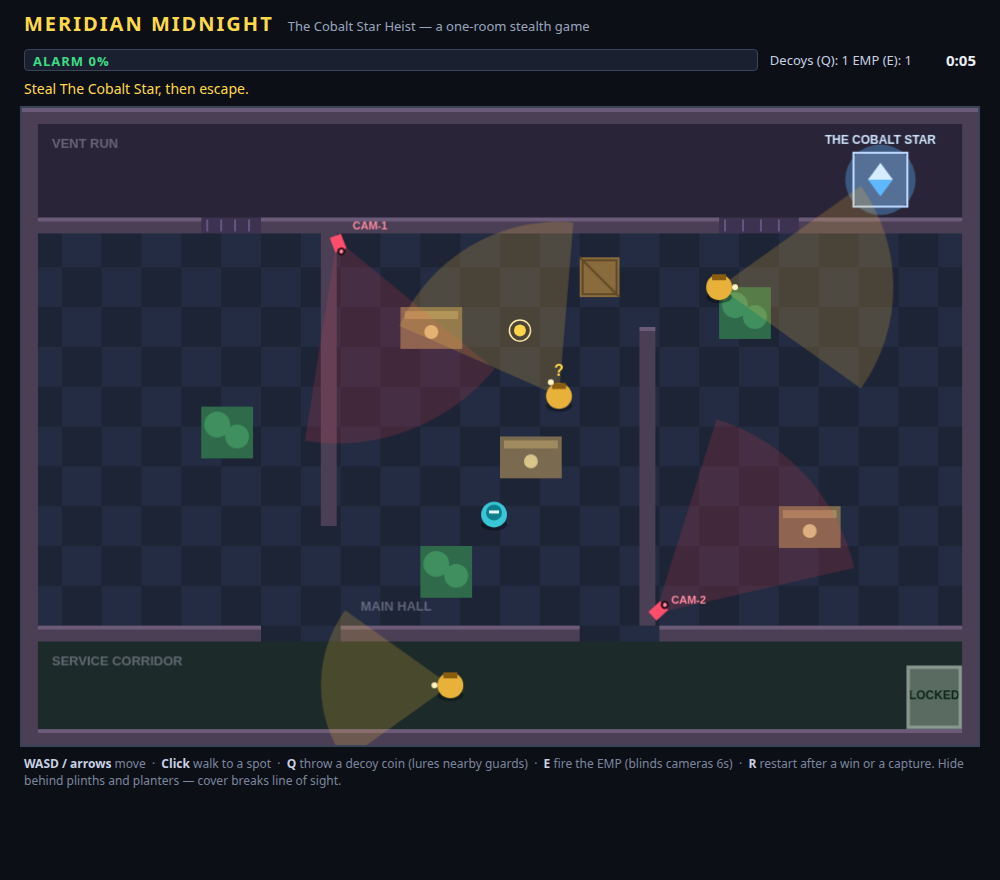 MERIDIAN MIDNIGHT The Cobalt Star Heist — a one-room stealth game
ALARM 0% Decoys (Q): 1 EMP (E): 1 0:05
Steal The Cobalt Star, then escape.
VENT RUN
THE COBALT STAR
CAM-1
?
CAM-2
MAIN HALL
SERVICE CORRIDOR
LOCKED
WASD / arrows move · Click walk to a spot · Q throw a decoy coin (lures nearby guards) · E fire the EMP (blinds cameras 6s) · R restart after a win or a capture. Hide
behind plinths and planters — cover breaks line of sight.